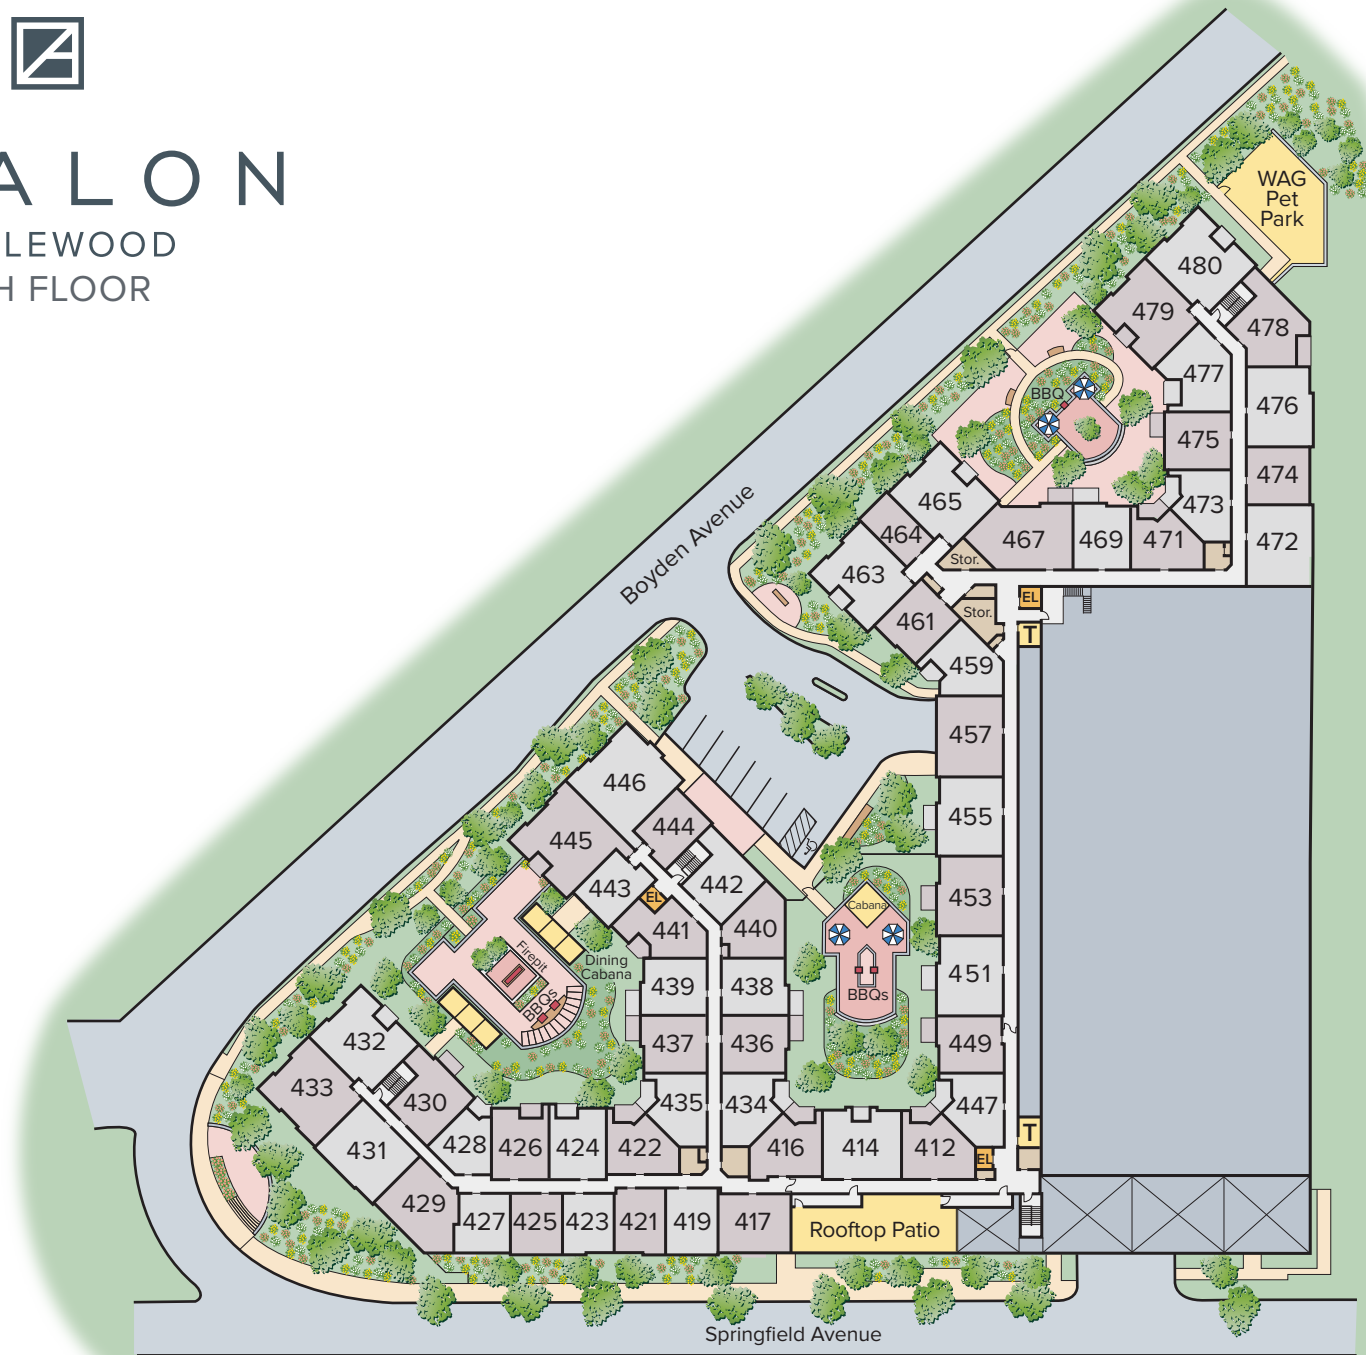 ALON
LEWOOD
H FLOOR
WAG
Pet
Park
480
479
478
477
476
BBQ
475
474
465
473
464
467
469
471
472
Stor.
463
Boyden Avenue
EL
461
Stor.
T
459
457
446
455
444
445
442
443
EL
453
Cabana
441
440
Firepit
Dining
Cabana
451
439
438
BBQs
BBQs
432
437
436
449
433
430
435
434
447
T
431
428
426
424
422
416
414
412
EL
429
427
425
423
421
419
417
Rooftop Patio
Springfield Avenue